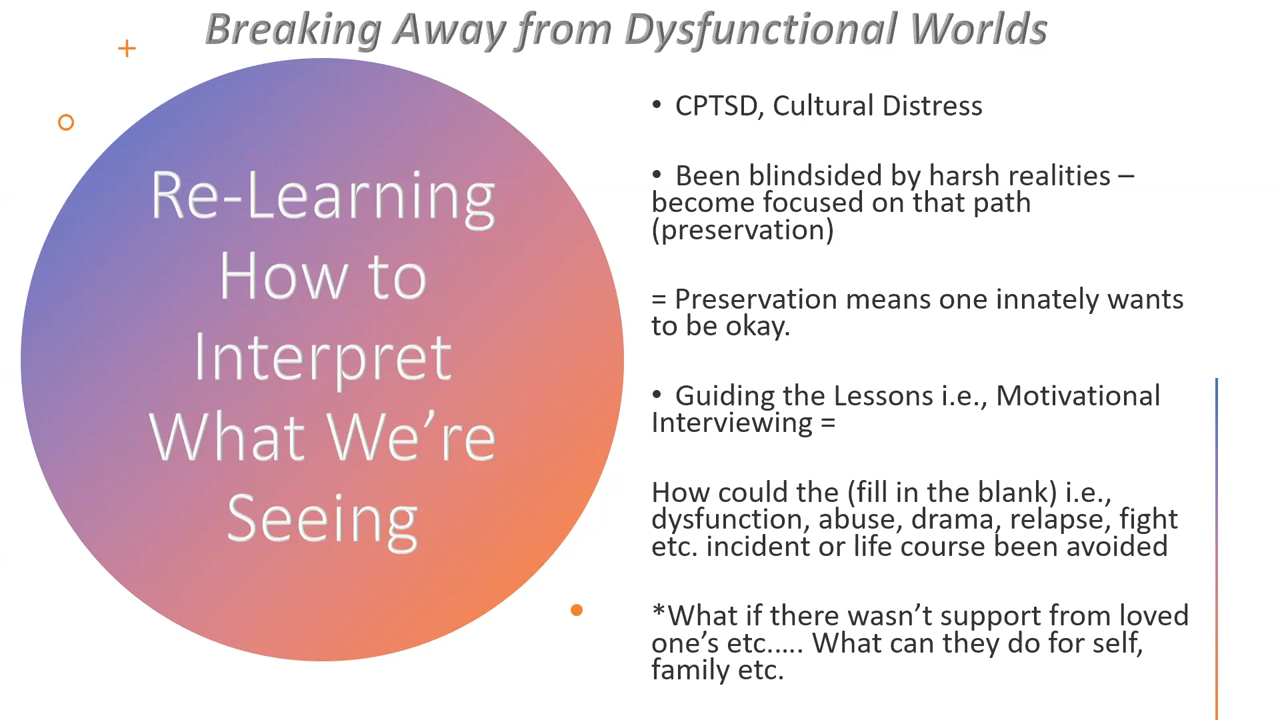 Breaking Away from Dysfunctional Worlds
Re-Learning
How to
Interpret
What We’re
Seeing
• CPTSD, Cultural Distress
• Been blindsided by harsh realities –
become focused on that path
(preservation)
= Preservation means one innately wants
to be okay.
• Guiding the Lessons i.e., Motivational
Interviewing =
How could the (fill in the blank) i.e.,
dysfunction, abuse, drama, relapse, fight
etc. incident or life course been avoided
*What if there wasn’t support from loved
one’s etc..... What can they do for self,
family etc.